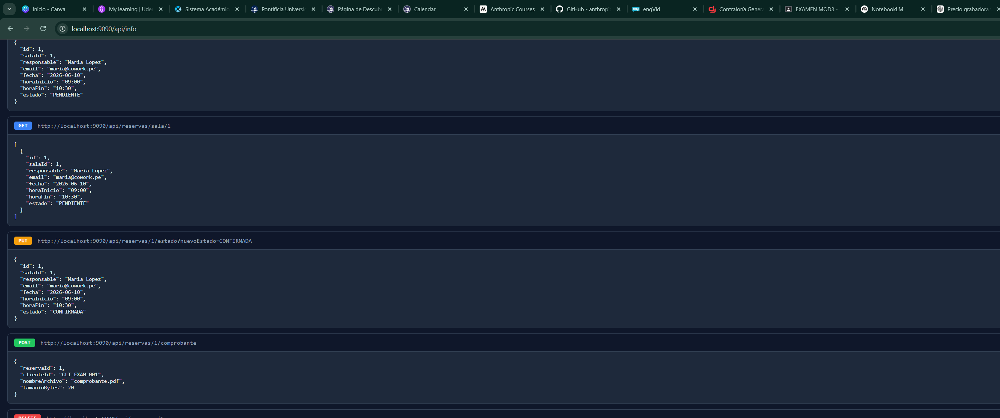 Inicio - Canva
My learning | Ude
Sistema Académic
Pontificia Universi
Página de Descub
Calendar
Anthropic Courses
GitHub - anthropi
engVid
Contraloría Genera
EXAMEN MOD3 -
NotebookLM
Precio grabadora
localhost:9090/api/info
{
"id": 1,
"salaId": 1,
"responsable": "Maria Lopez",
"email": "maria@cowork.pe",
"fecha": "2026-06-10",
"horaInicio": "09:00",
"horaFin": "10:30",
"estado": "PENDIENTE"
}
GET http://localhost:9090/api/reservas/sala/1
[
{
"id": 1,
"salaId": 1,
"responsable": "Maria Lopez",
"email": "maria@cowork.pe",
"fecha": "2026-06-10",
"horaInicio": "09:00",
"horaFin": "10:30",
"estado": "PENDIENTE"
}
]
PUT http://localhost:9090/api/reservas/1/estado?nuevoEstado=CONFIRMADA
{
"id": 1,
"salaId": 1,
"responsable": "Maria Lopez",
"email": "maria@cowork.pe",
"fecha": "2026-06-10",
"horaInicio": "09:00",
"horaFin": "10:30",
"estado": "CONFIRMADA"
}
POST http://localhost:9090/api/reservas/1/comprobante
{
"reservaId": 1,
"clienteId": "CLI-EXAM-001",
"nombreArchivo": "comprobante.pdf",
"tamanioBytes": 20
}
DELETE